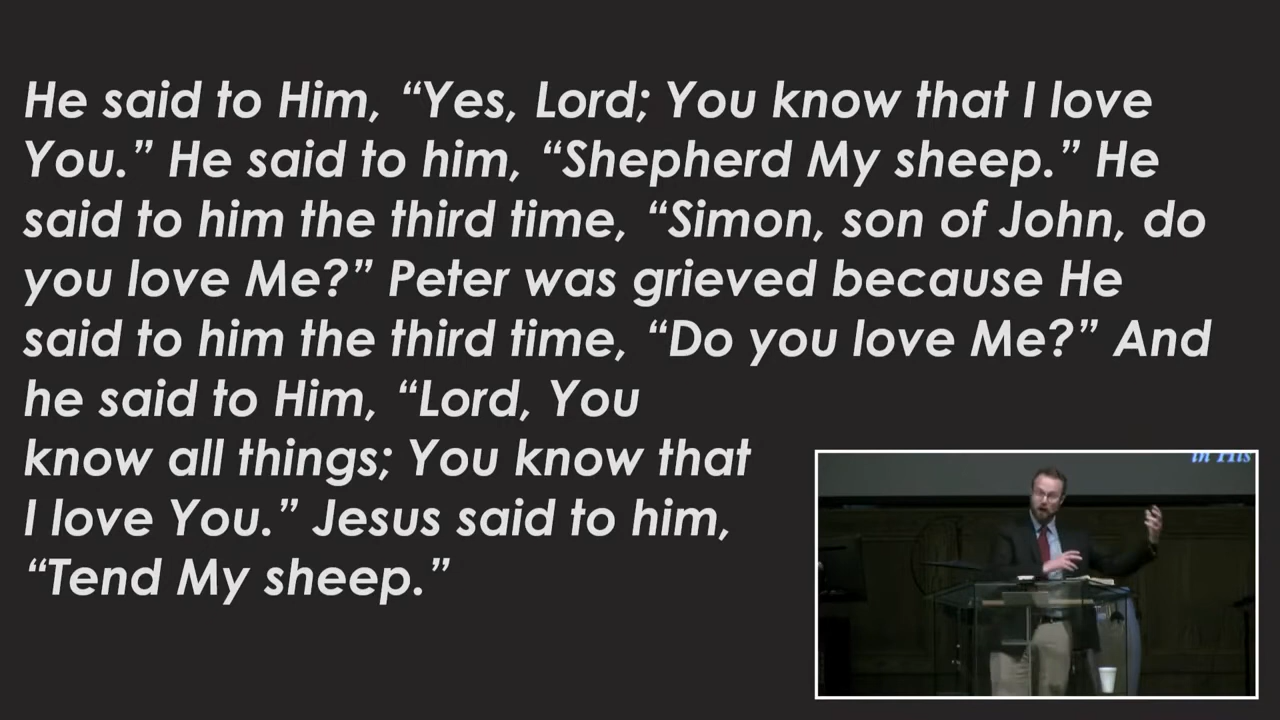 He said to Him, “Yes, Lord; You know that I love
You.” He said to him, “Shepherd My sheep.” He
said to him the third time, “Simon, son of John, do
you love Me?” Peter was grieved because He
said to him the third time, “Do you love Me?” And
he said to Him, “Lord, You
know all things; You know that
I love You.” Jesus said to him,
“Tend My sheep.”
in His